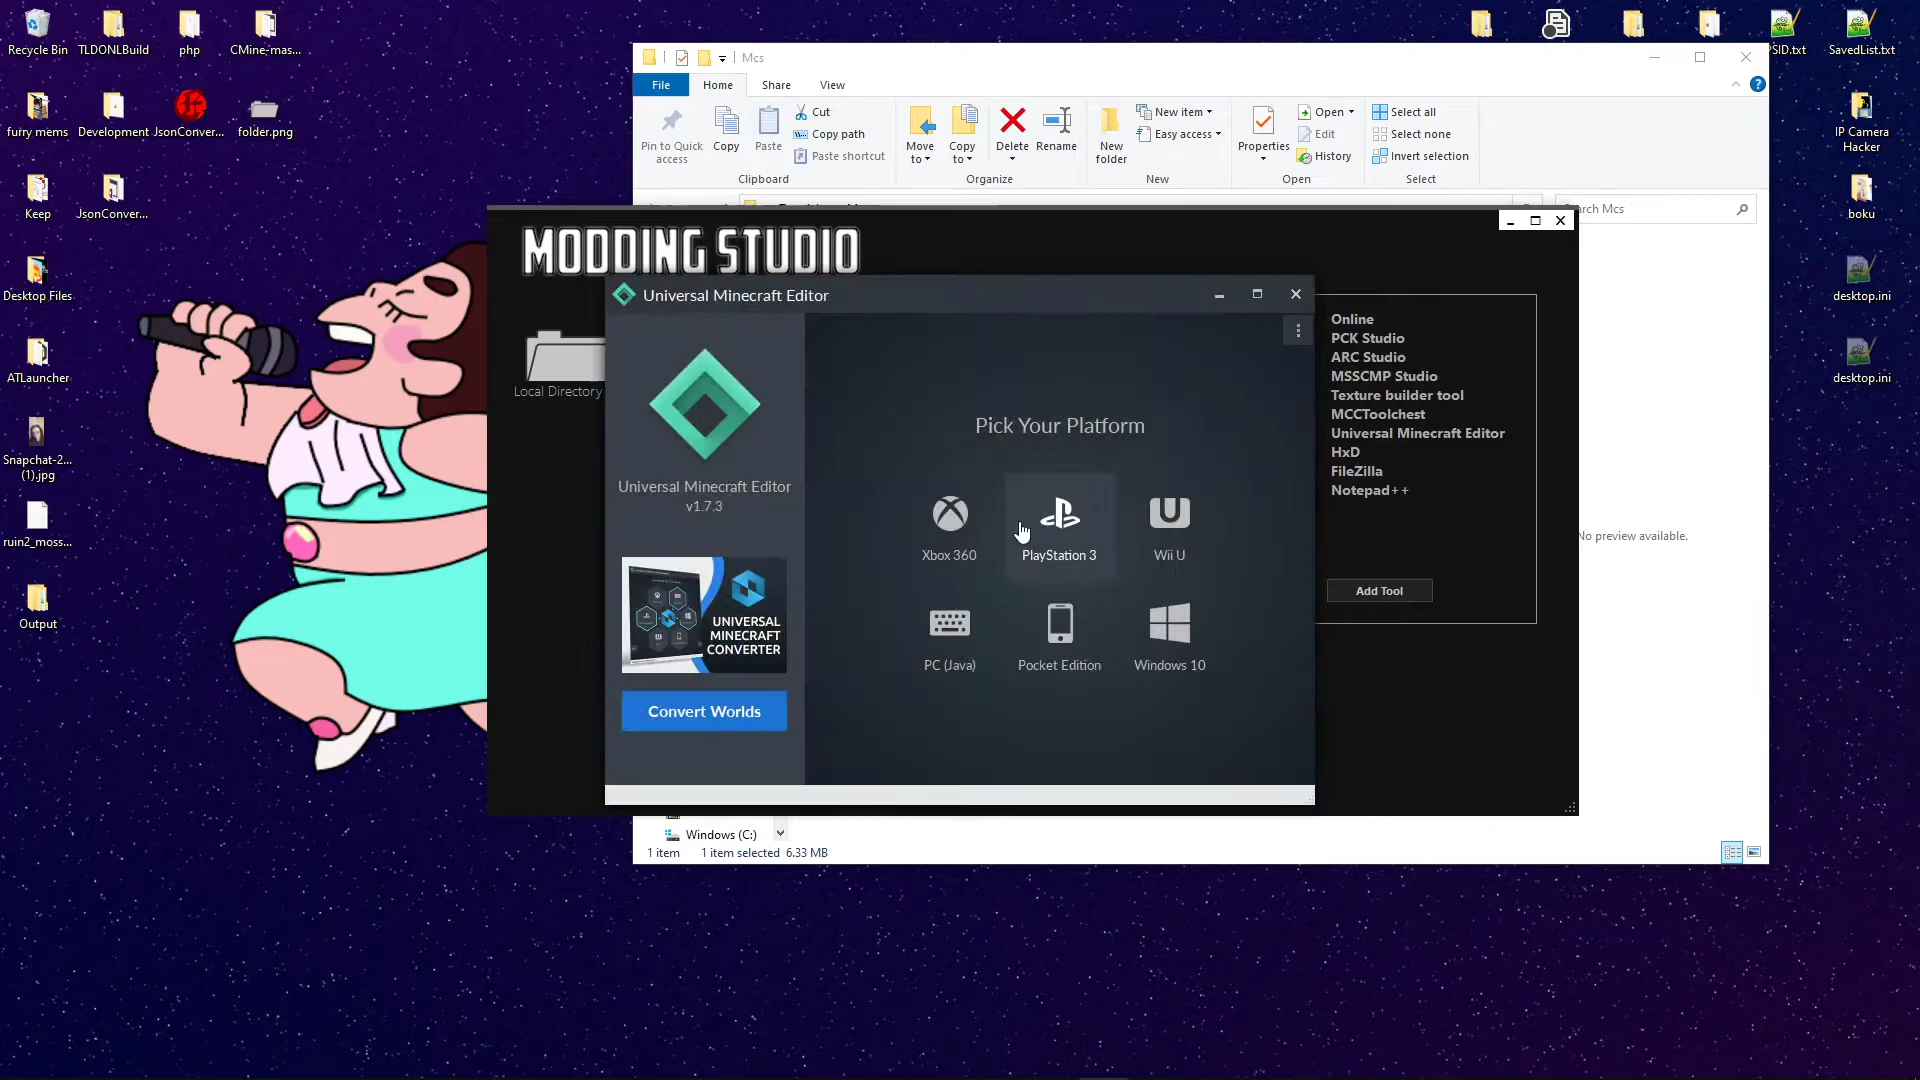 Recycle Bin
TLDONLBuild
php
CMine-mas...
furry mems
Development
JsonConver...
folder.png
Keep
JsonConver...
Desktop Files
ATLauncher
Snapchat-2...
(1).jpg
ruin2_moss...
Output
Mcs
File
Home
Share
View
Pin to Quick
access
Copy
Paste
Cut
Copy path
Paste shortcut
Clipboard
Move
to
Copy
to
Delete
Rename
Organize
New
folder
New item
Easy access
New
Properties
Open
Edit
History
Open
Select all
Select none
Invert selection
Select
arch Mcs
MODDING STUDIO
Local Directory
Universal Minecraft Editor
Universal Minecraft Editor
v1.7.3
UNIVERSAL
MINECRAFT
CONVERTER
Convert Worlds
Pick Your Platform
Xbox 360
PlayStation 3
Wii U
PC (Java)
Pocket Edition
Windows 10
Online
PCK Studio
ARC Studio
MSSCMP Studio
Texture builder tool
MCCToolchest
Universal Minecraft Editor
HxD
FileZilla
Notepad++
Add Tool
No preview available.
Windows (C:)
1 item
1 item selected
6.33 MB
PSID.txt
SavedList.txt
IP Camera
Hacker
boku
desktop.ini
desktop.ini